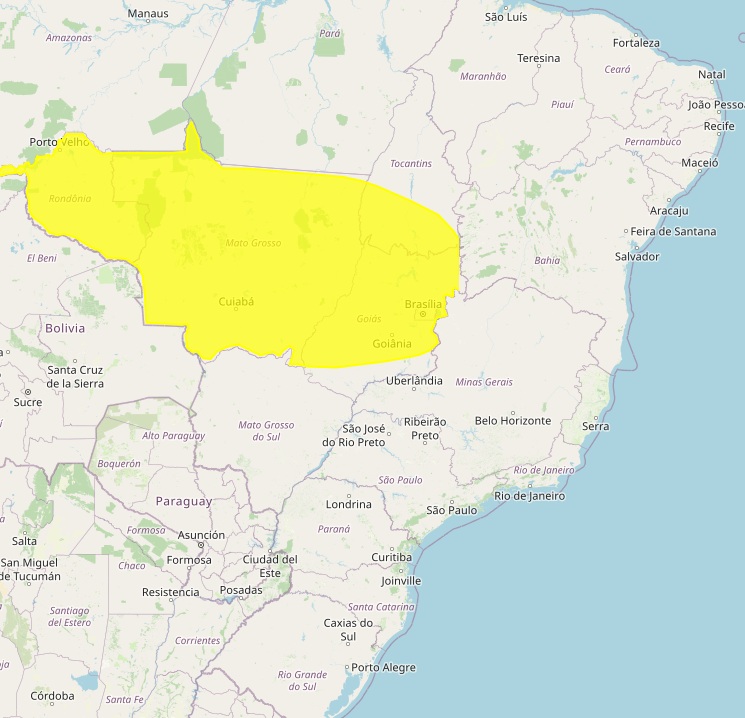 Manaus
São Luís
Amazonas
Pará
Fortaleza
Teresina
Ceará
Maranhão
Natal
Piauí
João Pesso
Recife
Porto Velho
Pernambuco
Tocantins
Maceió
Rondônia
Aracaju
Feira de Santana
Mato Grosso
Salvador
El Beni
Bahia
Cuiabá
Brasília
Goiás
Bolivia
Goiânia
a
Santa Cruz
de la Sierra
Uberlândia
Minas Gerais
Sucre
Mato Grosso
do Sul
São José
do Rio Preto
Ribeirão
Preto
Belo Horizonte
Serra
Alto Paraguay
Boquerón
Rio de Janeiro
São Paulo
Rio de Janeiro
Paraguay
Londrina
São Paulo
a
Formosa
Paraná
Salta
Asunción
San Miguel
de Tucumán
Chaco
Formosa
Ciudad del
Este
Curitiba
Joinville
Resistencia
Posadas
Santiago
del Estero
Santa Catarina
Corrientes
Caxias do
Sul
oja
Rio Grande
do Sul
Porto Alegre
Córdoba
Santa Fe